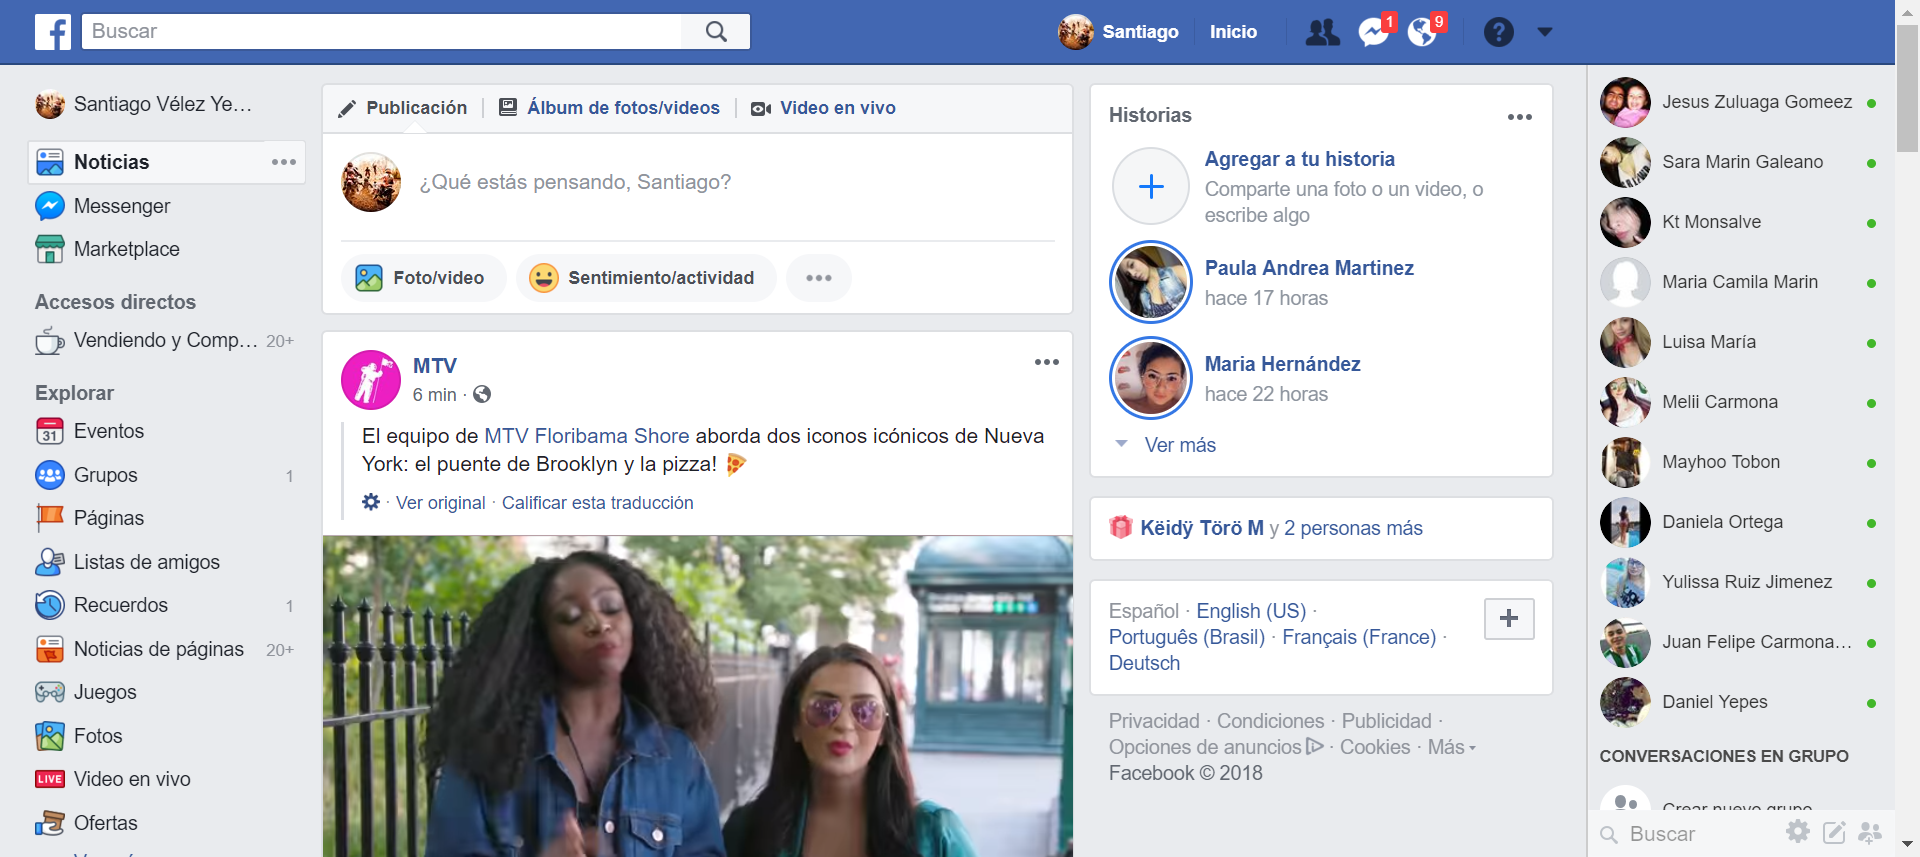 Buscar
Santiago
Inicio
1
9
Santiago Vélez Ye...
Noticias
Messenger
Marketplace
Accesos directos
Vendiendo y Comp... 20+
Explorar
31 Eventos
Grupos 1
Páginas
Listas de amigos
Recuerdos 1
Noticias de páginas 20+
Juegos
Fotos
LIVE Video en vivo
Ofertas
Publicación
Álbum de fotos/videos
Video en vivo
¿Qué estás pensando, Santiago?
Foto/video
Sentimiento/actividad
MTV
6 min ·
El equipo de MTV Floribama Shore aborda dos iconos icónicos de Nueva
York: el puente de Brooklyn y la pizza! 🍕
· Ver original · Calificar esta traducción
Historias
Agregar a tu historia
Comparte una foto o un video, o
escribe algo
Paula Andrea Martinez
hace 17 horas
Maria Hernández
hace 22 horas
Ver más
Këidÿ Törö M y 2 personas más
Español · English (US) ·
Português (Brasil) · Français (France) ·
Deutsch
Privacidad · Condiciones · Publicidad ·
Opciones de anuncios · Cookies · Más
Facebook © 2018
Jesus Zuluaga Gomeez
Sara Marin Galeano
Kt Monsalve
Maria Camila Marin
Luisa María
Melii Carmona
Mayhoo Tobon
Daniela Ortega
Yulissa Ruiz Jimenez
Juan Felipe Carmona...
Daniel Yepes
CONVERSACIONES EN GRUPO
Crear nuevo grupo
Buscar